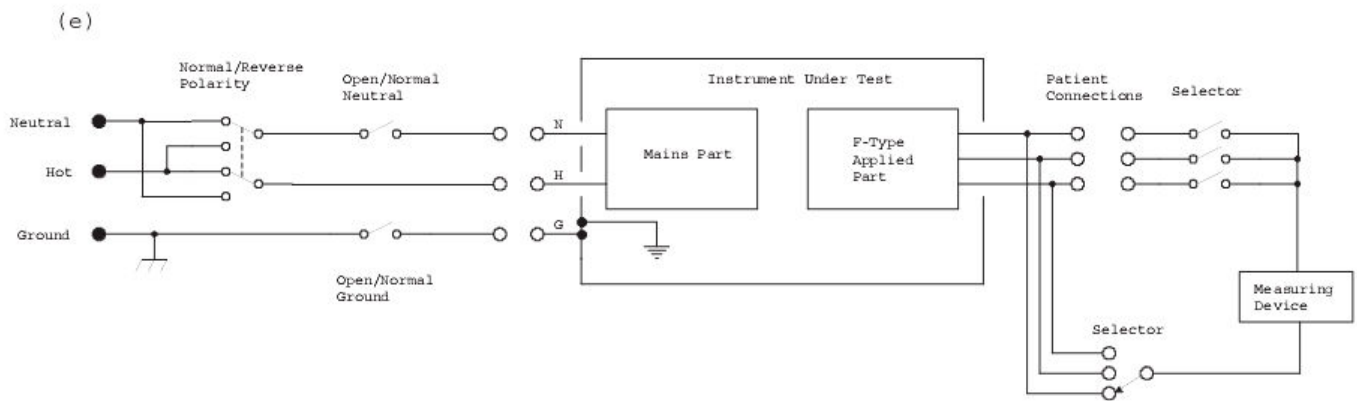 (e)
Normal/Reverse
Polarity
Open/Normal
Neutral
Instrument Under Test
Patient
Connections
Selector
Neutral
N
Mains Part
F-Type
Applied
Part
Hot
H
Ground
G
Open/Normal
Ground
Measuring
Device
Selector